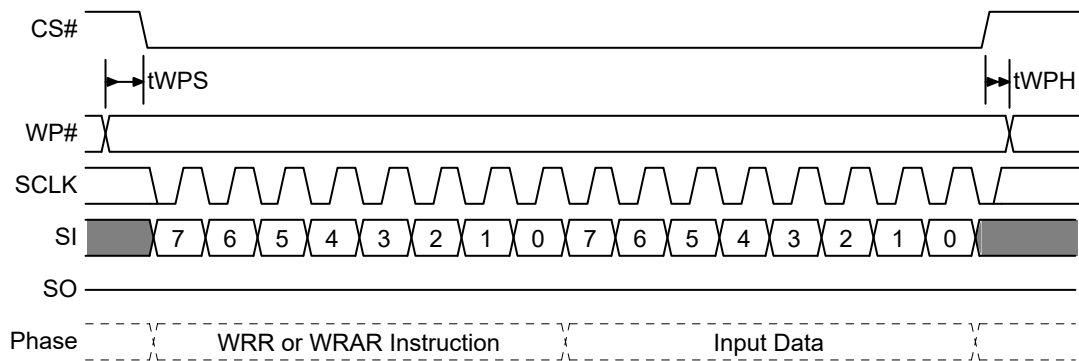 CS#
tWPS tWPH
WP#
SCLK
SI 7 6 5 4 3 2 1 0 7 6 5 4 3 2 1 0
SO
Phase WRR or WRAR Instruction Input Data